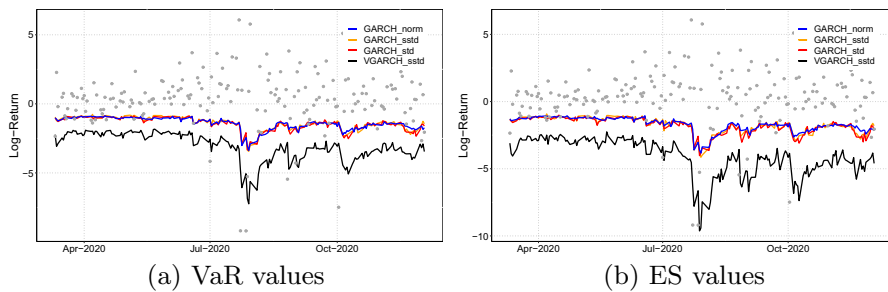 GARCH_norm
GARCH_sstd
GARCH_std
VGARCH_sstd
Log−Return
5
0
−5
Apr−2020
Jul−2020
Oct−2020
(a) VaR values
GARCH_norm
GARCH_sstd
GARCH_std
VGARCH_sstd
Log−Return
5
0
−5
−10
Apr−2020
Jul−2020
Oct−2020
(b) ES values